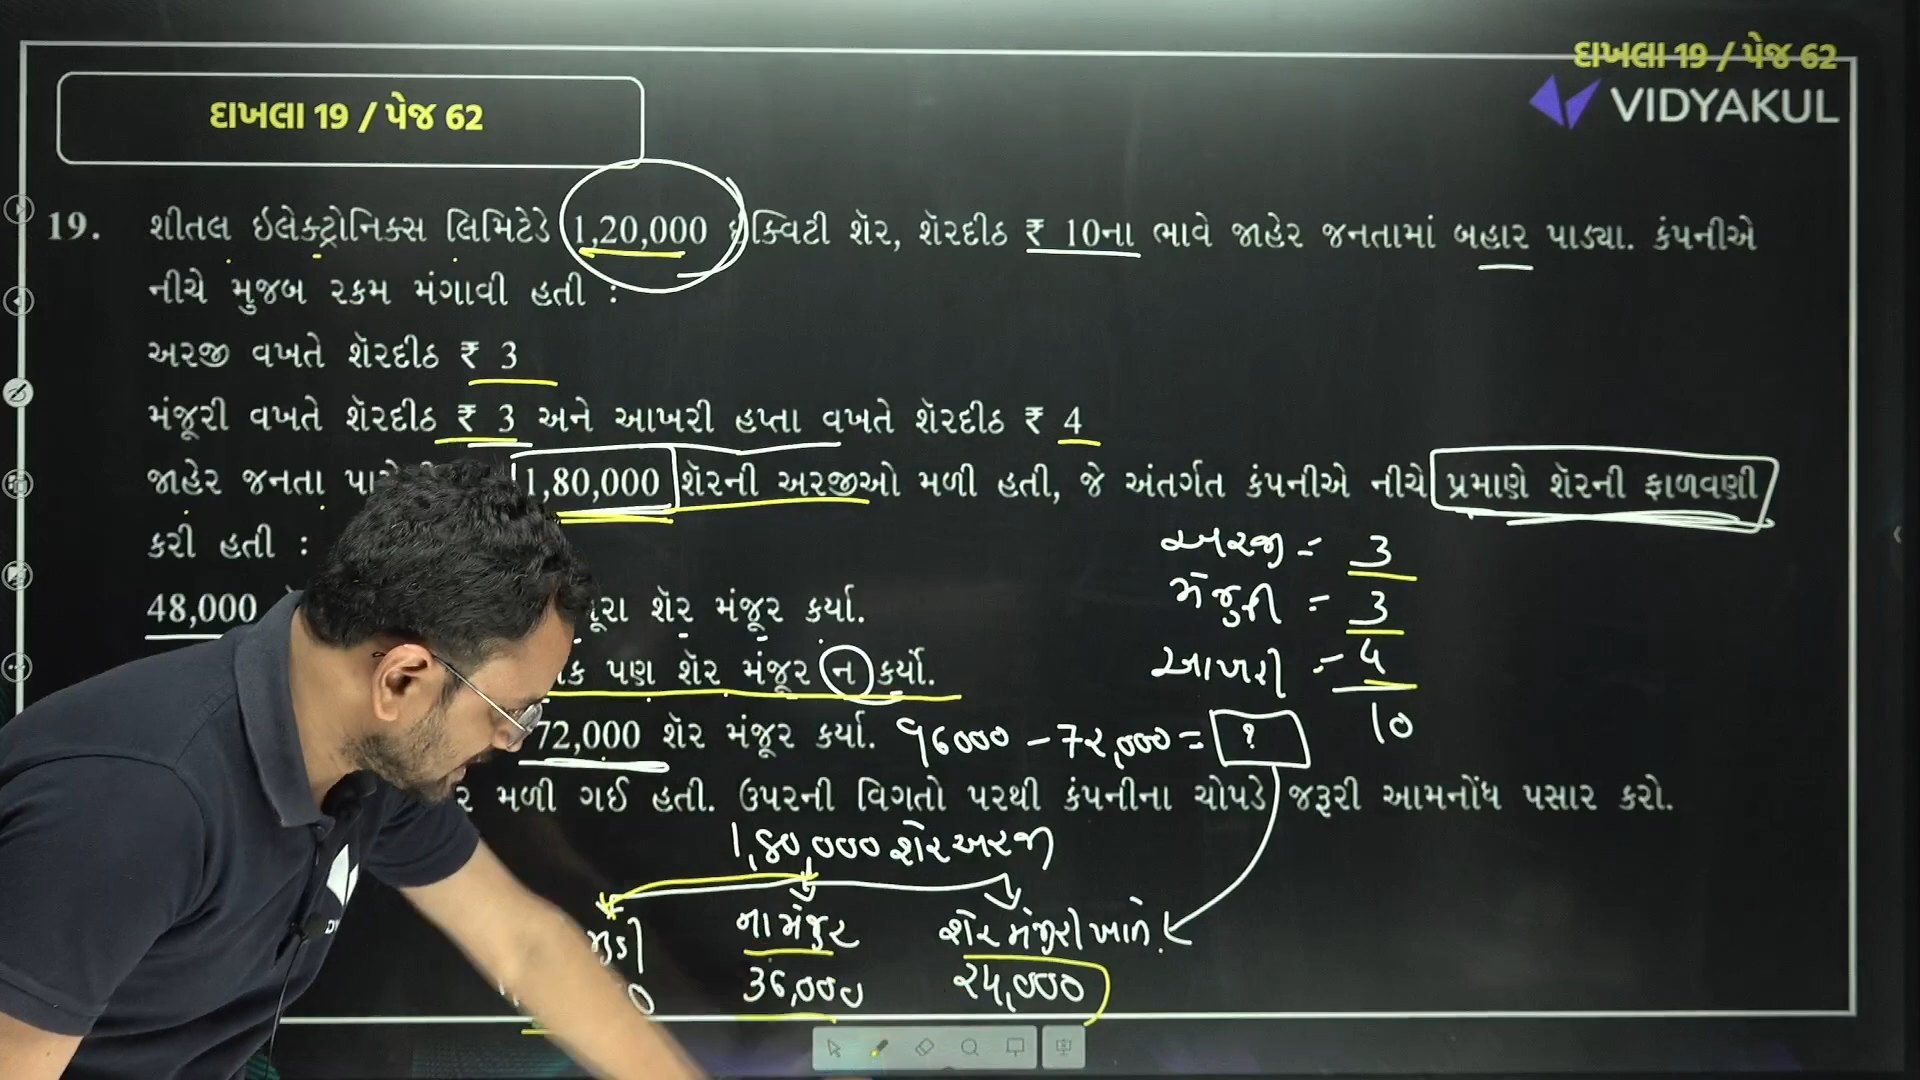 દાખલા 19 / પેજ 62
VIDYAKUL
દાખલા 19 / પેજ 62
19. શીતલ ઇલેક્ટ્રોનિક્સ લિમિટેડે 1,20,000 ઇક્વિટી શૅર, શૅરદીઠ ₹ 10ના ભાવે જાહેર જનતામાં બહાર પાડ્યા. કંપનીએ
નીચે મુજબ રકમ મંગાવી હતી :
અરજી વખતે શૅરદીઠ ₹ 3
મંજૂરી વખતે શૅરદીઠ ₹ 3 અને આખરી હપ્તા વખતે શૅરદીઠ ₹ 4
જાહેર જનતા 1,80,000 શૅરની અરજીઓ મળી હતી, જે અંતર્ગત કંપનીએ નીચે પ્રમાણે શૅરની ફાળવણી
કરી હતી :
48,000 શૅર મંજૂર કર્યા.
પણ શૅર મંજૂર ન કર્યો.
72,000 શૅર મંજૂર કર્યા. ૯6000 – 7૨,000 = ?
મળી ગઈ હતી. ઉપરની વિગતો પરથી કંપનીના ચોપડે જરૂરી આમનોંધ પસાર કરો.
અરજી = 3
મંજુરી = 3
આખરી – 4
10
1,80,000 શેર અરજી
નામંજુર
શેર મંજુરી ખાતે
36,000
૨4,000